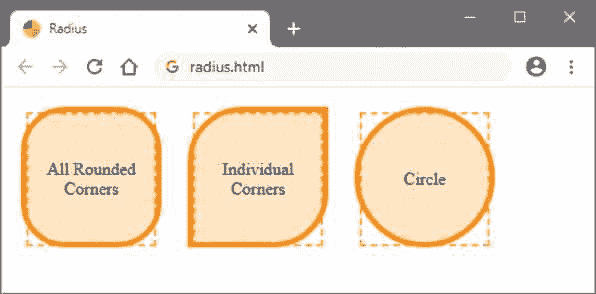 Radius
radius.html
All Rounded
Corners
Individual
Corners
Circle